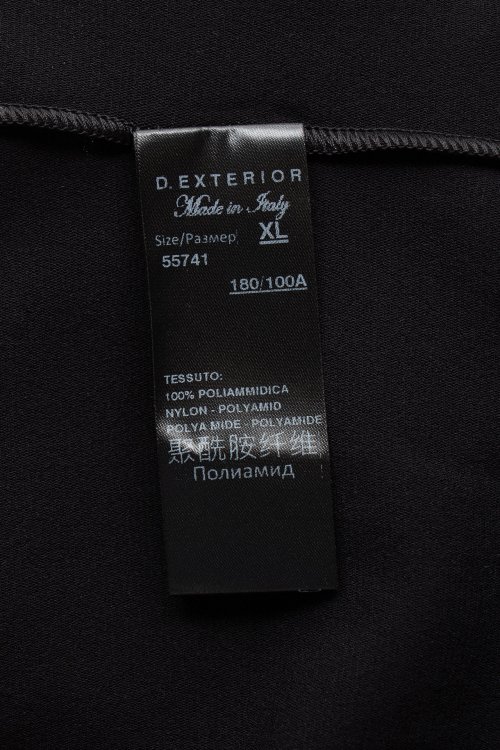 D. EXTERIOR
Made in Italy
Size/Размер XL
55741
180/100A
TESSUTO:
100% POLIAMMIDICA
NYLON - POLYAMID
POLYA MIDE - POLYAMIDE
聚酰胺纤维
Полиамид